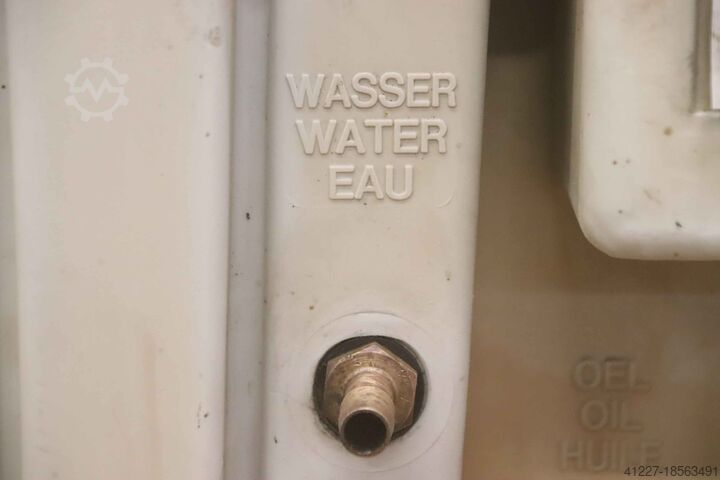 WASSER
WATER
EAU
OEL
OIL
HUILE
41227-18563491